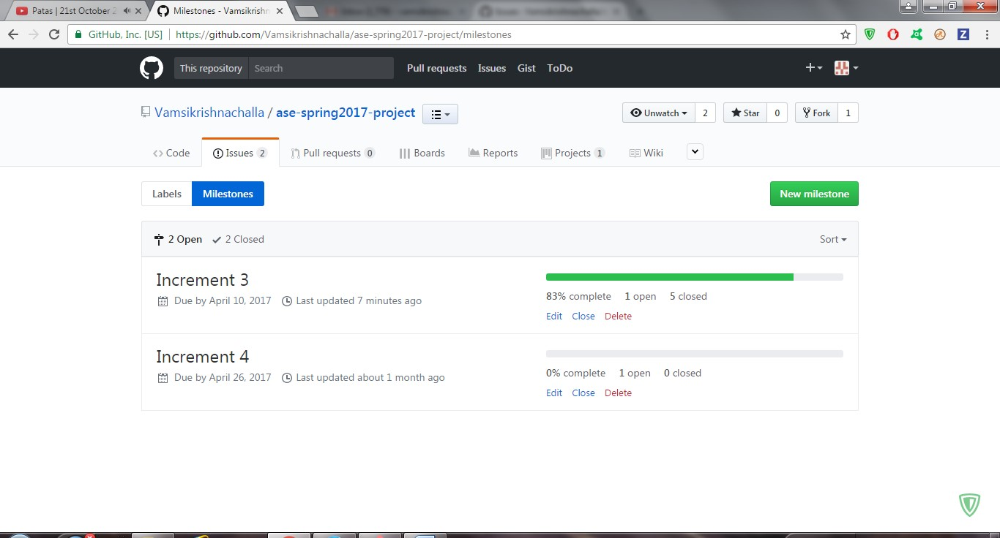 Patas | 21st October 2
Milestones - Vamsikrishn
GitHub, Inc. [US]
https://github.com/Vamsikrishnachalla/ase-spring2017-project/milestones
Z
This repository
Search
Pull requests
Issues
Gist
ToDo
Vamsikrishnachalla / ase-spring2017-project
Unwatch 2
Star 0
Fork 1
Code
Issues 2
Pull requests 0
Boards
Reports
Projects 1
Wiki
Labels
Milestones
New milestone
2 Open
2 Closed
Sort
Increment 3
83% complete 1 open 5 closed
Due by April 10, 2017 Last updated 7 minutes ago
Edit Close Delete
Increment 4
0% complete 1 open 0 closed
Due by April 26, 2017 Last updated about 1 month ago
Edit Close Delete